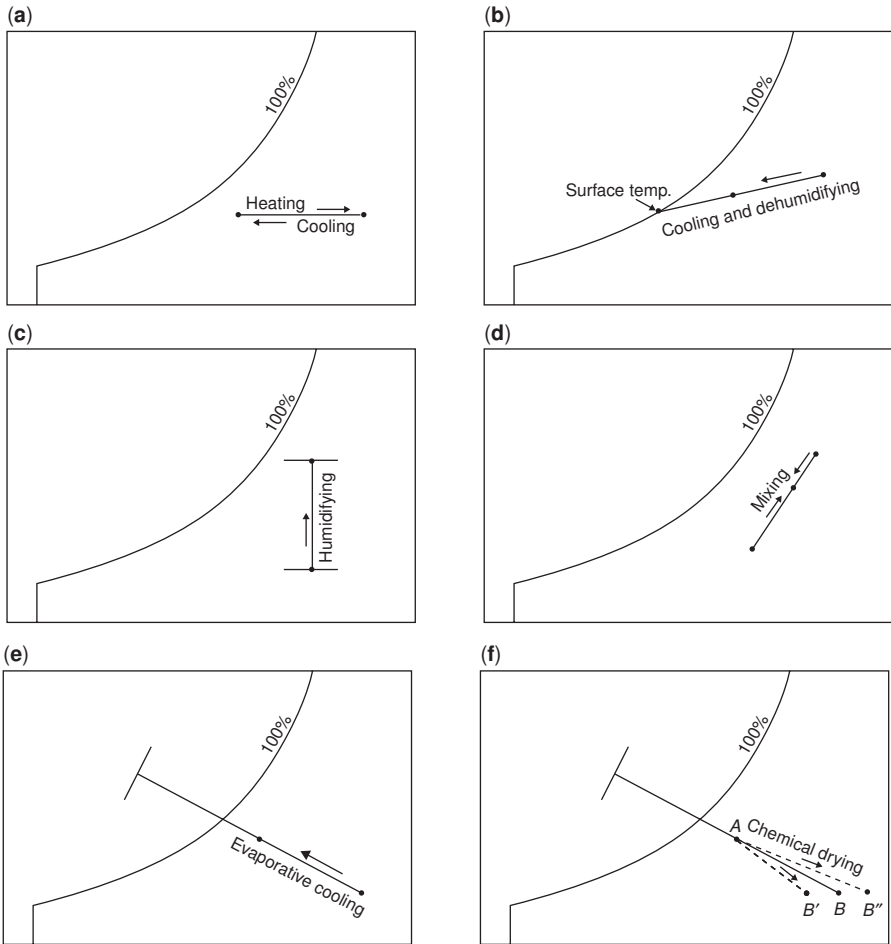 (a)
100%
Heating
Cooling
(b)
100%
Surface temp.
Cooling and dehumidifying
(c)
100%
Humidifying
(d)
100%
Mixing
(e)
100%
Evaporative cooling
(f)
100%
A
Chemical drying
B′ B B″